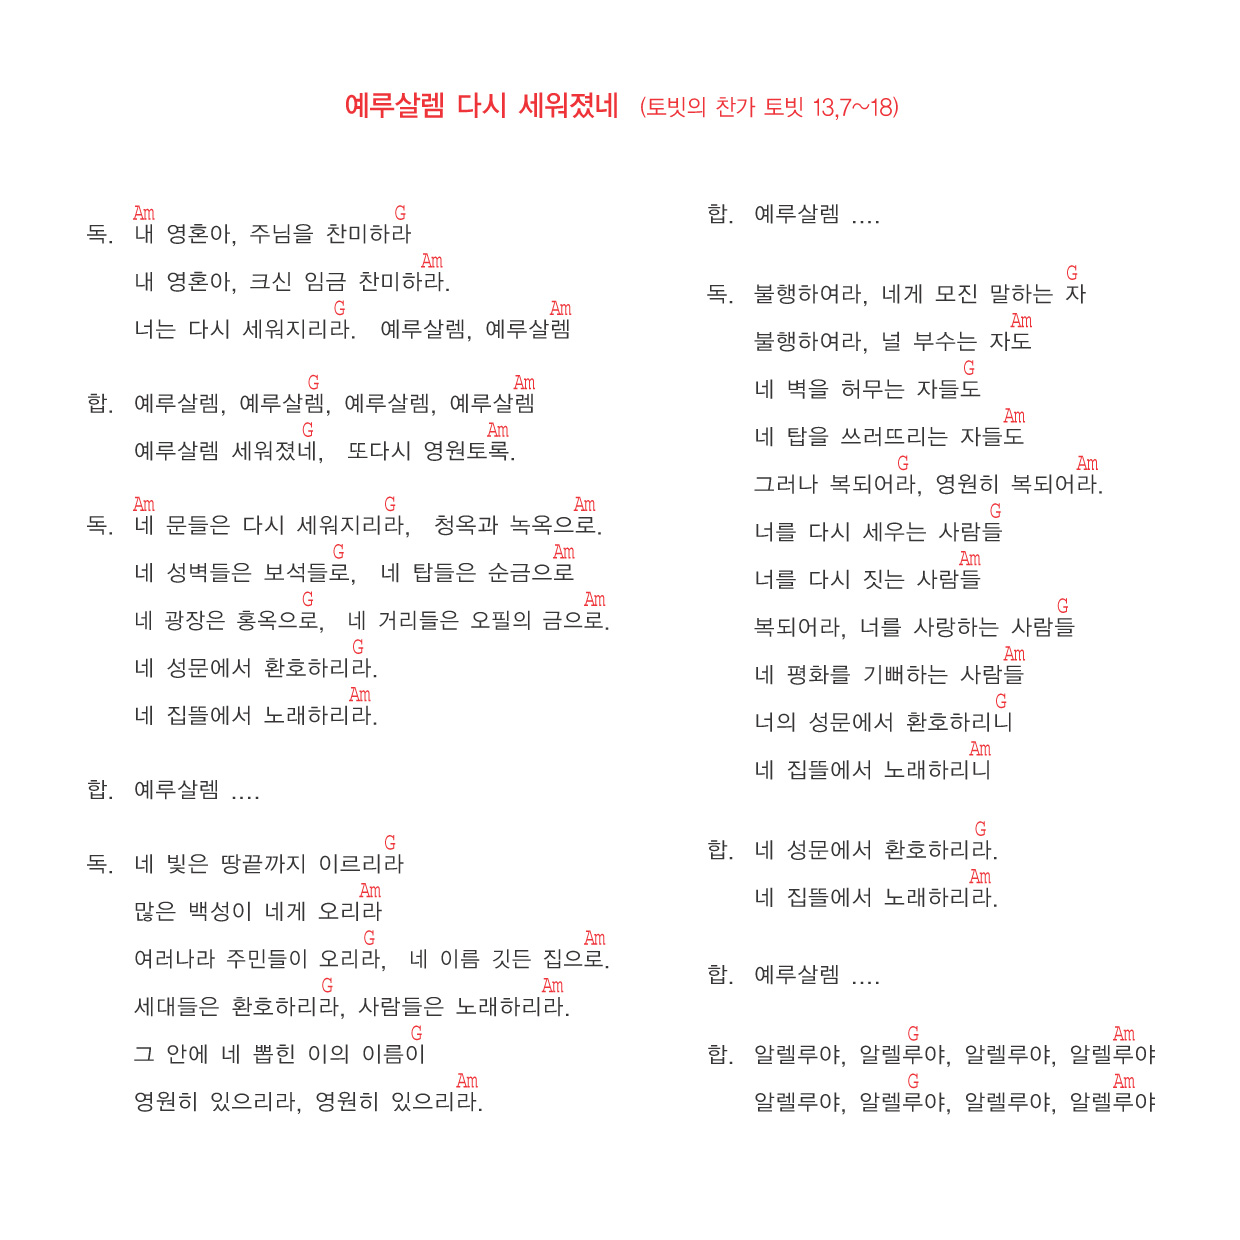 예루살렘 다시 세워졌네 (토빗의 찬가 토빗 13,7~18)
Am G
독. 내 영혼아, 주님을 찬미하라
Am
내 영혼아, 크신 임금 찬미하라.
G Am
너는 다시 세워지리라. 예루살렘, 예루살렘
G Am
합. 예루살렘, 예루살렘, 예루살렘, 예루살렘
G Am
예루살렘 세워졌네, 또다시 영원토록.
Am G Am
독. 네 문들은 다시 세워지리라, 청옥과 녹옥으로.
G Am
네 성벽들은 보석들로, 네 탑들은 순금으로
G Am
네 광장은 홍옥으로, 네 거리들은 오필의 금으로.
G
네 성문에서 환호하리라.
Am
네 집뜰에서 노래하리라.
합. 예루살렘 ....
G
독. 네 빛은 땅끝까지 이르리라
Am
많은 백성이 네게 오리라
G Am
여러나라 주민들이 오리라, 네 이름 깃든 집으로.
G Am
세대들은 환호하리라, 사람들은 노래하리라.
G
그 안에 네 뽑힌 이의 이름이
Am
영원히 있으리라, 영원히 있으리라.
합. 예루살렘 ....
G
독. 불행하여라, 네게 모진 말하는 자
Am
불행하여라, 널 부수는 자도
G
네 벽을 허무는 자들도
Am
네 탑을 쓰러뜨리는 자들도
G Am
그러나 복되어라, 영원히 복되어라.
G
너를 다시 세우는 사람들
Am
너를 다시 짓는 사람들
G
복되어라, 너를 사랑하는 사람들
Am
네 평화를 기뻐하는 사람들
G
너의 성문에서 환호하리니
Am
네 집뜰에서 노래하리니
G
합. 네 성문에서 환호하리라.
Am
네 집뜰에서 노래하리라.
합. 예루살렘 ....
G Am
합. 알렐루야, 알렐루야, 알렐루야, 알렐루야
G Am
알렐루야, 알렐루야, 알렐루야, 알렐루야